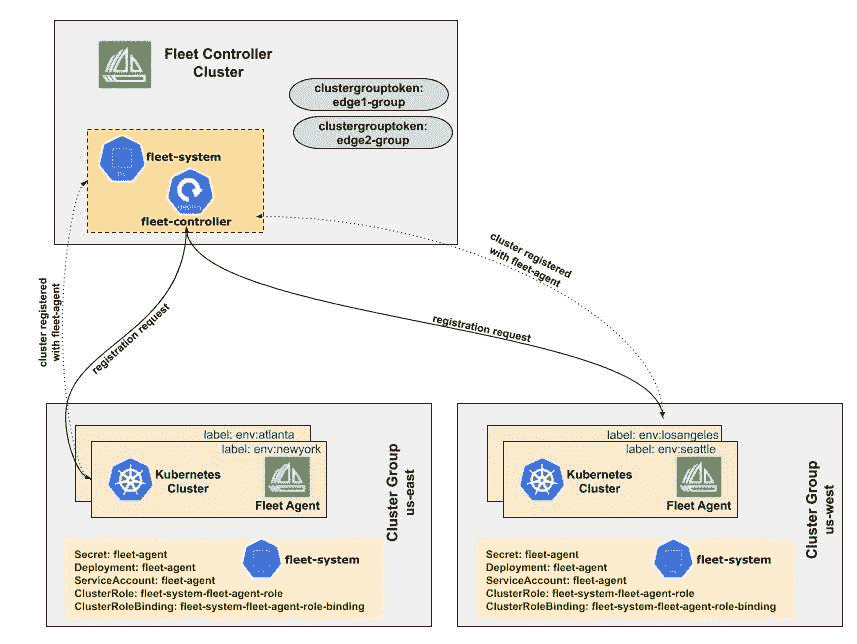 Fleet Controller
Cluster
clustergrouptoken:
edge1-group
clustergrouptoken:
edge2-group
fleet-system
fleet-controller
cluster registered
with fleet-agent
registration request
cluster registered
with fleet-agent
registration request
label: env:atlanta
label: env:newyork
Kubernetes
Cluster
Fleet Agent
Cluster Group
us-east
fleet-system
Secret: fleet-agent
Deployment: fleet-agent
ServiceAccount: fleet-agent
ClusterRole: fleet-system-fleet-agent-role
ClusterRoleBinding: fleet-system-fleet-agent-role-binding
label: env:losangeles
label: env:seattle
Kubernetes
Cluster
Fleet Agent
Cluster Group
us-west
fleet-system
Secret: fleet-agent
Deployment: fleet-agent
ServiceAccount: fleet-agent
ClusterRole: fleet-system-fleet-agent-role
ClusterRoleBinding: fleet-system-fleet-agent-role-binding